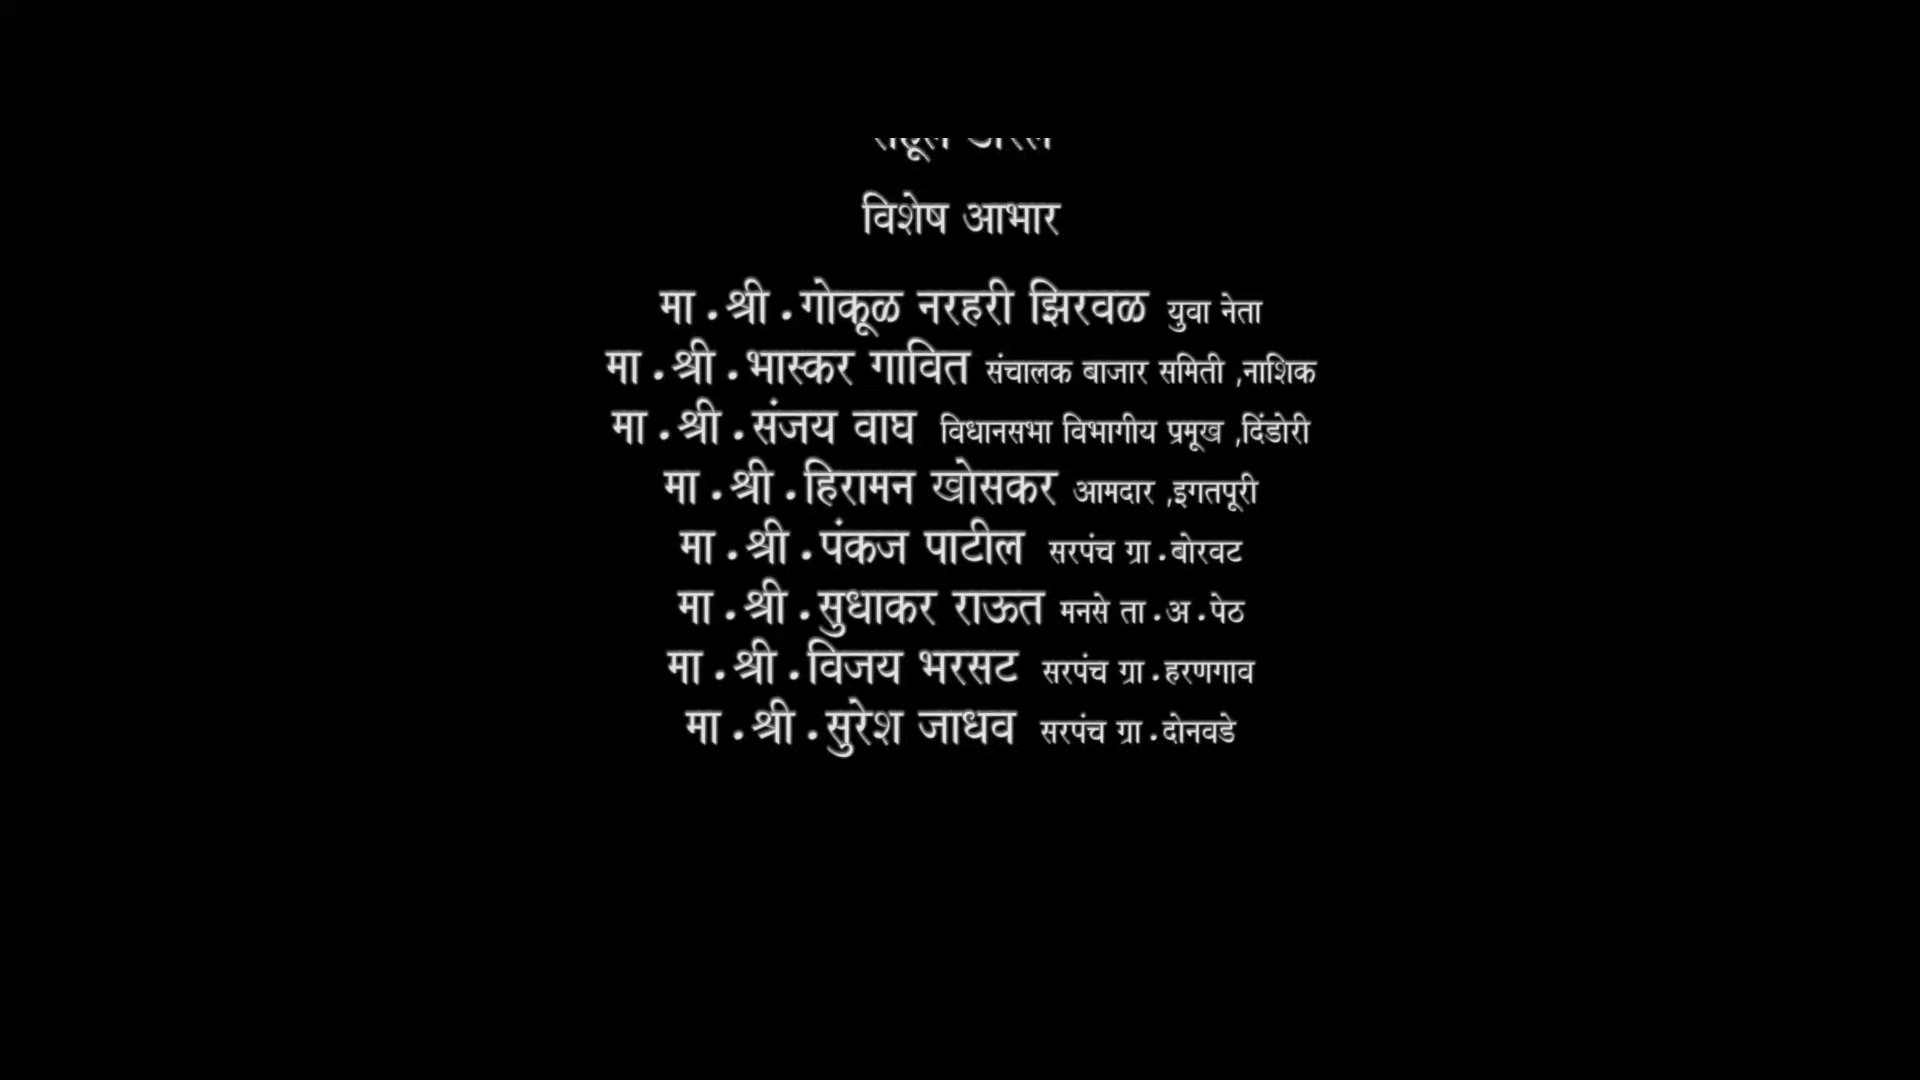 विशेष आभार
मा.श्री.गोकूळ नरहरी झिरवळ युवा नेता
मा.श्री.भास्कर गावित संचालक बाजार समिती ,नाशिक
मा.श्री.संजय वाघ विधानसभा विभागीय प्रमूख ,दिंडोरी
मा.श्री.हिरामन खोसकर आमदार ,इगतपूरी
मा.श्री.पंकज पाटील सरपंच ग्रा.बोरवट
मा.श्री.सुधाकर राऊत मनसे ता.अ.पेठ
मा.श्री.विजय भरसट सरपंच ग्रा.हरणगाव
मा.श्री.सुरेश जाधव सरपंच ग्रा.दोनवडे